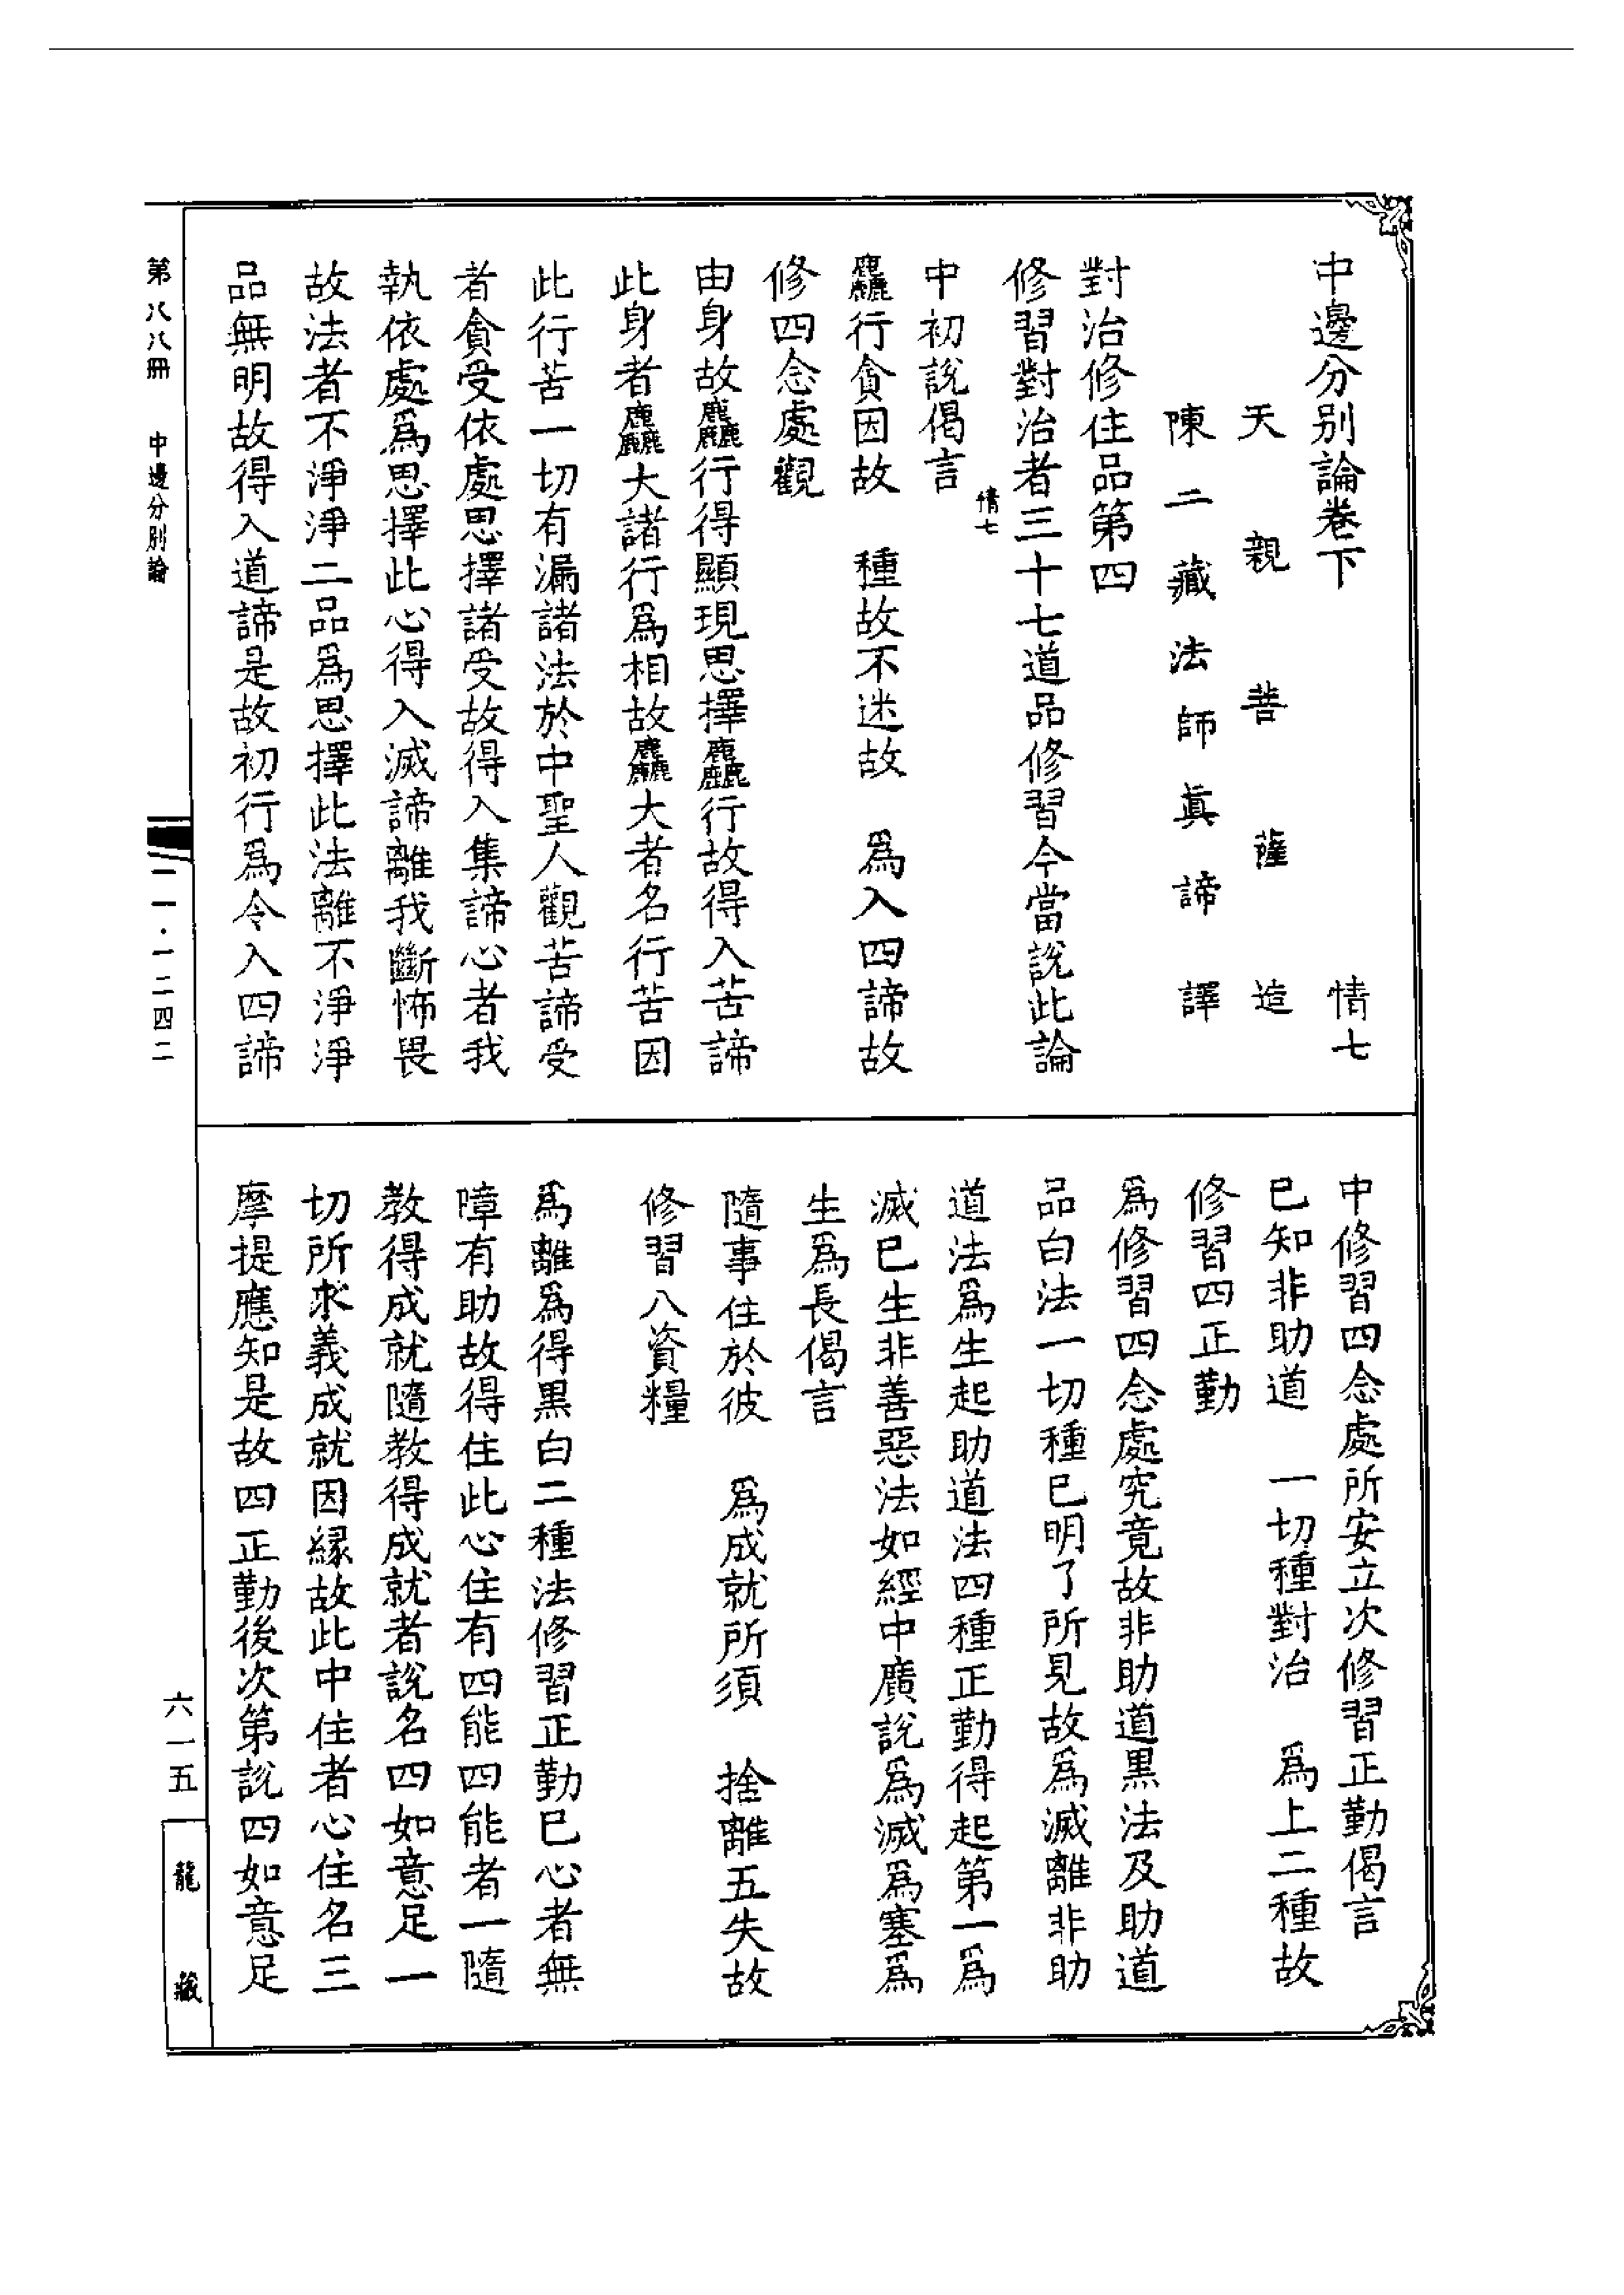 中邊分别論卷下　情七
天親菩薩造
陳三藏法師眞諦譯
對治修住品第四
修習對治者三十七道品修習今當說此論
情七
中初說偈言
麤行貪因故　種故不迷故　爲入四諦故
修四念處觀
由身故麤行得顯現思擇麤行故得入苦諦
此身者麤大諸行爲相故麤大者名行苦因
此行苦一切有漏諸法於中聖人觀苦諦受
者貪受依處思擇諸受故得入集諦心者我
執依處爲思擇此心得入滅諦離我斷怖畏
故法者不淨淨二品爲思擇此法離不淨淨
品無明故得入道諦是故初行爲令入四諦
中修習四念處所安立次修習正勤偈言
已知非助道　一切種對治　爲上二種故
修習四正勤
爲修習四念處究竟故非助道黑法及助道
品白法一切種已明了所見故爲滅離非助
道法爲生起助道法四種正勤得起第一爲
滅已生非善惡法如經中廣說爲滅爲塞爲
生爲長偈言
隨事住於彼　爲成就所須　捨離五失故
修習八資糧
爲離爲得黑白二種法修習正勤已心者無
障有助故得住此心住有四能四能者一隨
教得成就隨教得成就者說名四如意足一
切所求義成就因緣故此中住者心住名三
摩提應知是故四正勤後次第說四如意足
第八八冊　中邊分別論
二一·一二四二
六一五
龍藏